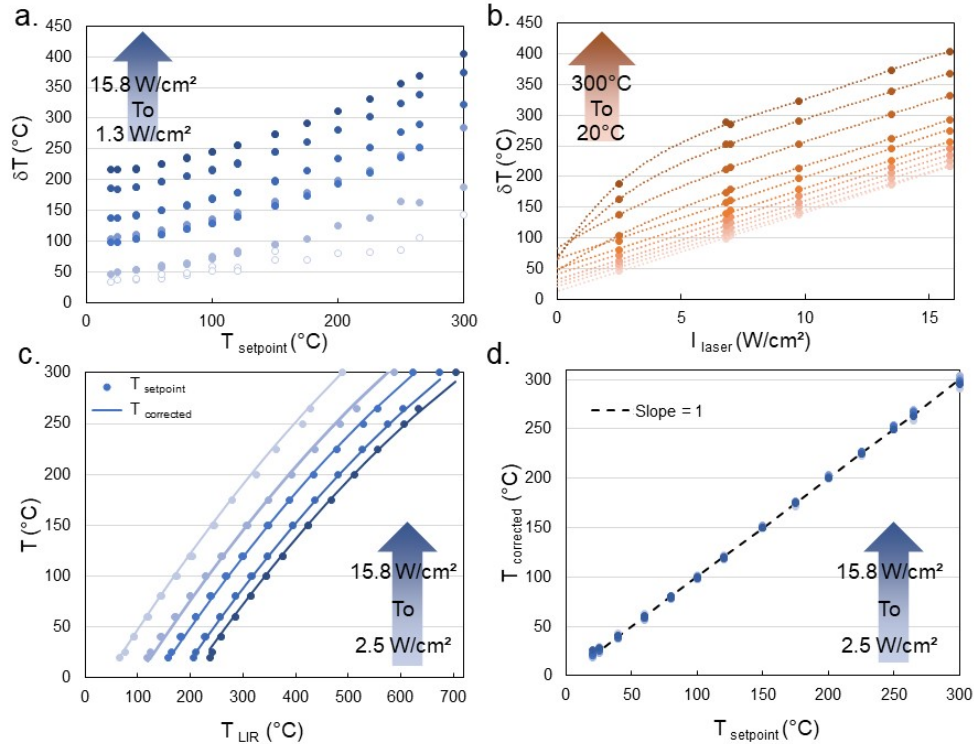 a.
450
400
350
300
250
200
150
100
50
0
0 100 200 300
δT (°C)
T setpoint (°C)
15.8 W/cm²
To
1.3 W/cm²
b.
450
400
350
300
250
200
150
100
50
0
0 5 10 15
δT (°C)
I laser (W/cm²)
300°C
To
20°C
c.
300
250
200
150
100
50
0
0 100 200 300 400 500 600 700
T (°C)
T LIR (°C)
T setpoint
T corrected
15.8 W/cm²
To
2.5 W/cm²
d.
300
250
200
150
100
50
0
0 50 100 150 200 250 300
T corrected (°C)
T setpoint (°C)
Slope = 1
15.8 W/cm²
To
2.5 W/cm²